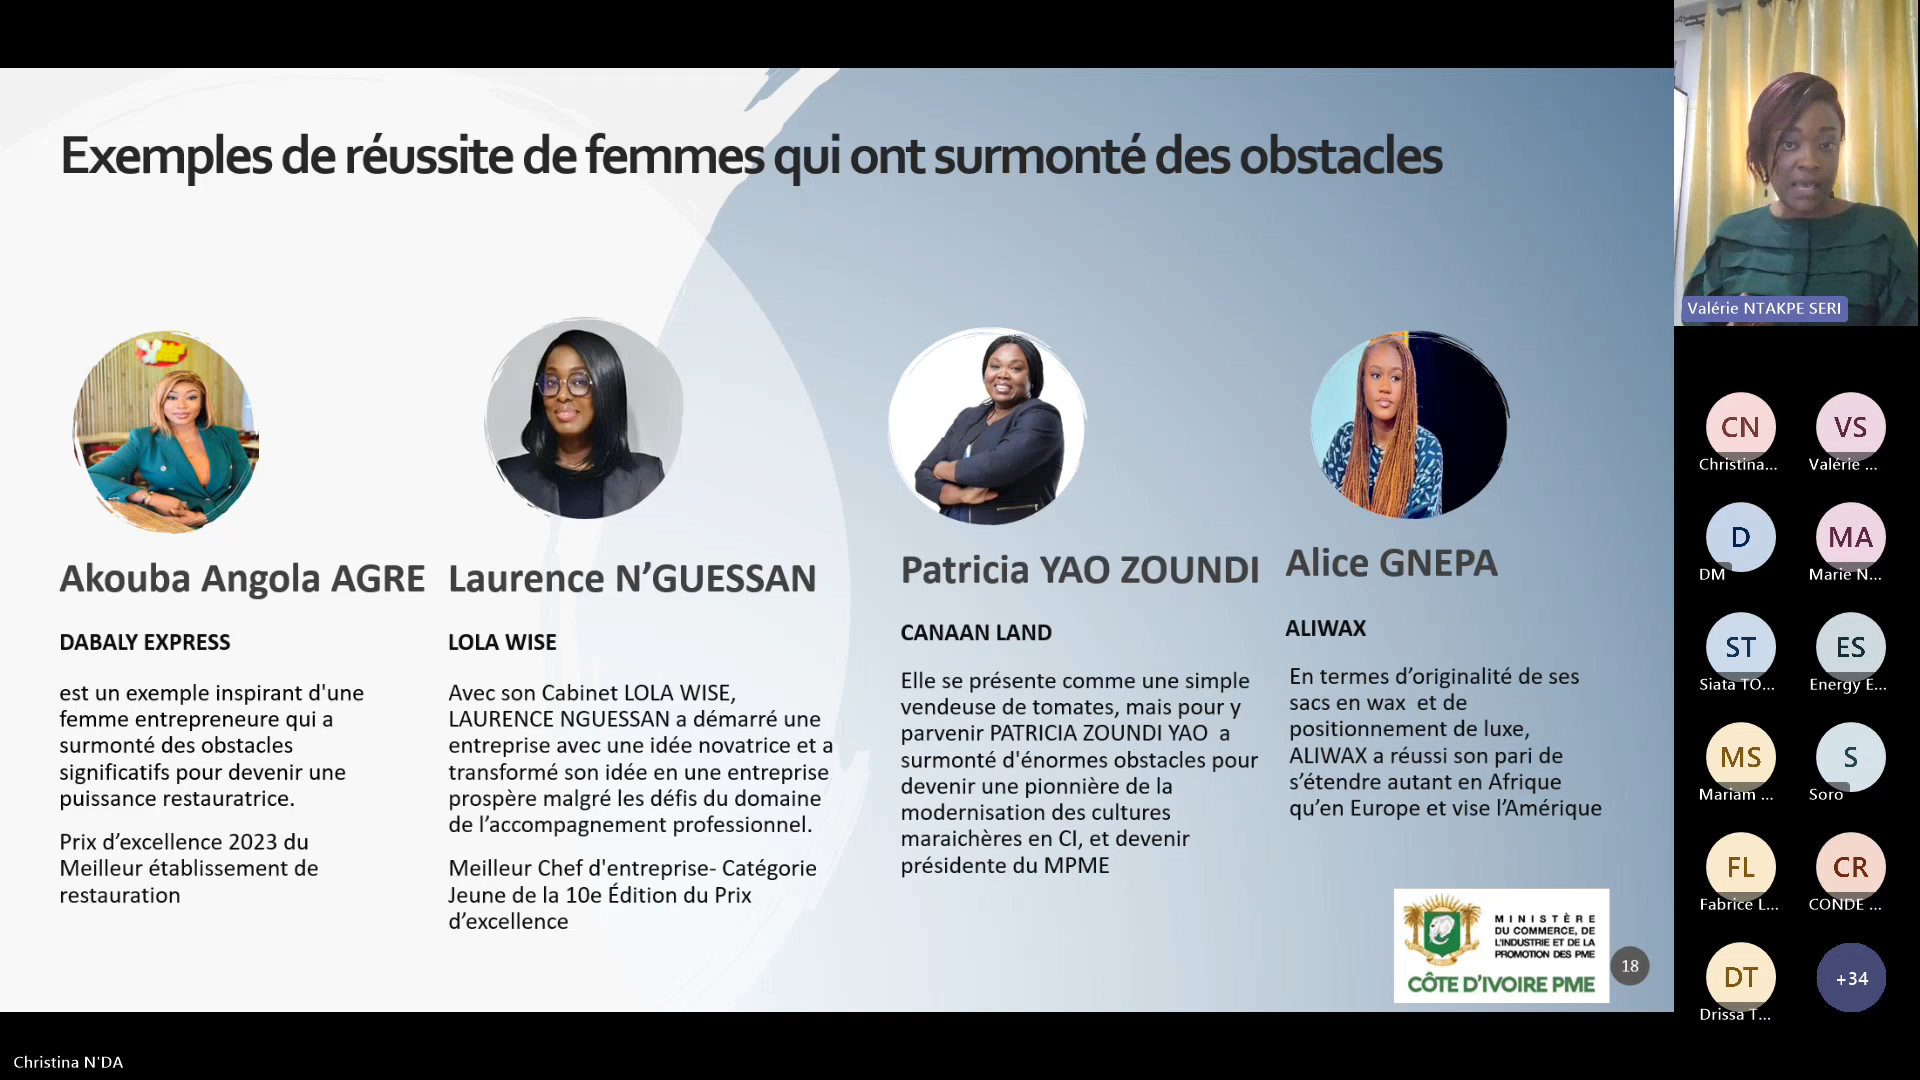 Exemples de réussite de femmes qui ont surmonté des obstacles
Akouba Angola AGRE
DABALY EXPRESS
est un exemple inspirant d'une
femme entrepreneure qui a
surmonté des obstacles
significatifs pour devenir une
puissance restauratrice.
Prix d’excellence 2023 du
Meilleur établissement de
restauration
Laurence N’GUESSAN
LOLA WISE
Avec son Cabinet LOLA WISE,
LAURENCE NGUESSAN a démarré une
entreprise avec une idée novatrice et a
transformé son idée en une entreprise
prospère malgré les défis du domaine
de l’accompagnement professionnel.
Meilleur Chef d'entreprise- Catégorie
Jeune de la 10e Édition du Prix
d’excellence
Patricia YAO ZOUNDI
CANAAN LAND
Elle se présente comme une simple
vendeuse de tomates, mais pour y
parvenir PATRICIA ZOUNDI YAO a
surmonté d'énormes obstacles pour
devenir une pionnière de la
modernisation des cultures
maraichères en CI, et devenir
présidente du MPME
Alice GNEPA
ALIWAX
En termes d’originalité de ses
sacs en wax et de
positionnement de luxe,
ALIWAX a réussi son pari de
s’étendre autant en Afrique
qu’en Europe et vise l’Amérique
MINISTÈRE
DU COMMERCE, DE
L'INDUSTRIE ET DE LA
PROMOTION DES PME
CÔTE D'IVOIRE PME
18
Valérie NTAKPE SERI
CN
Christina...
VS
Valérie ...
D
DM
MA
Marie N...
ST
Siata TO...
ES
Energy E...
MS
Mariam ...
S
Soro
FL
Fabrice L...
CR
CONDE ...
DT
Drissa T...
+34
Christina N'DA